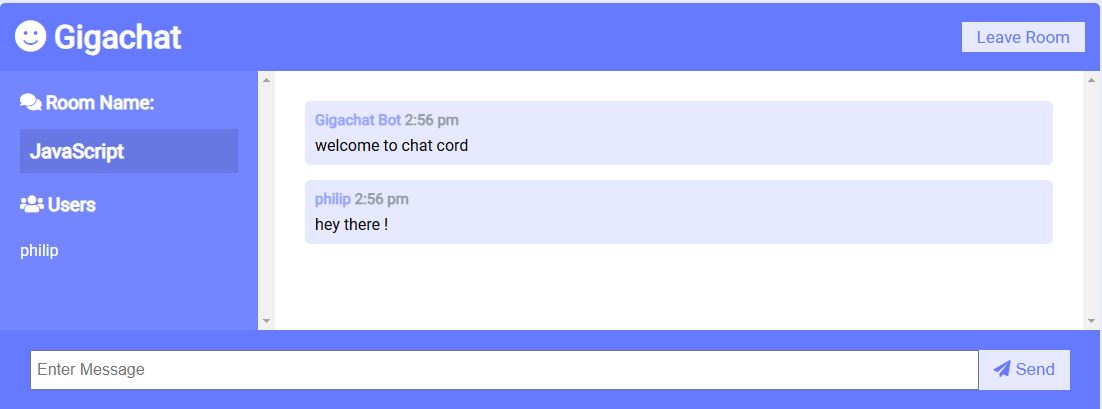 Gigachat
Leave Room
Room Name:
JavaScript
Users
philip
Gigachat Bot 2:56 pm
welcome to chat cord
philip 2:56 pm
hey there !
Enter Message
Send